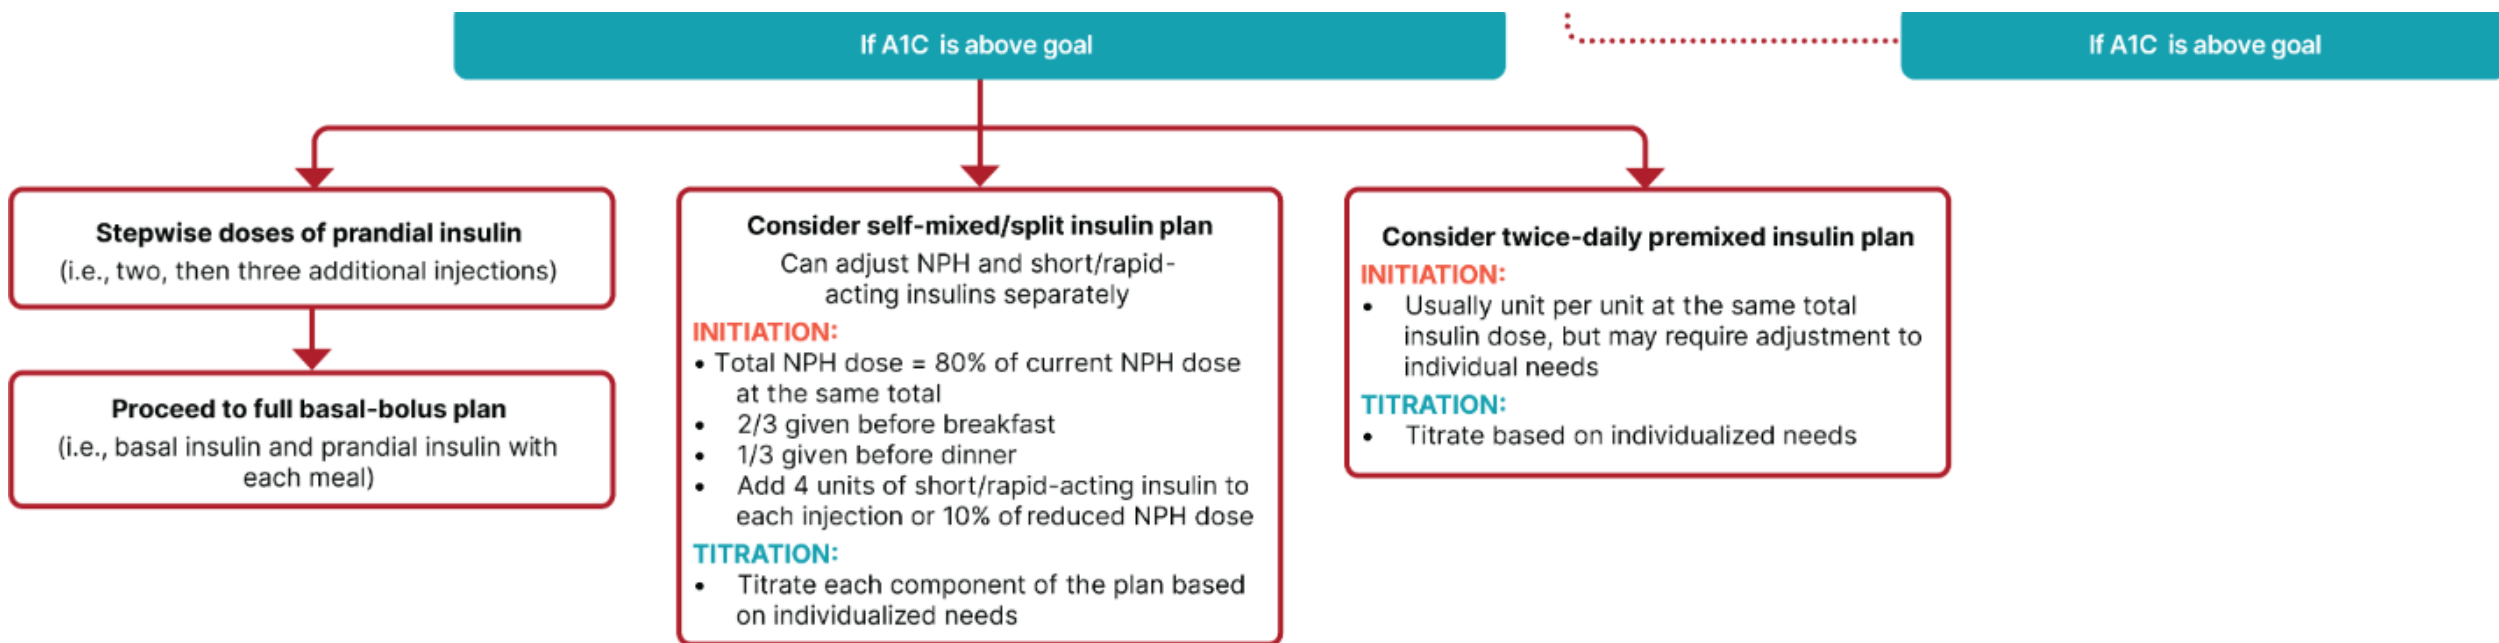 If A1C is above goal
If A1C is above goal
Stepwise doses of prandial insulin
(i.e., two, then three additional injections)
Proceed to full basal-bolus plan
(i.e., basal insulin and prandial insulin with
each meal)
Consider self-mixed/split insulin plan
Can adjust NPH and short/rapid-
acting insulins separately
INITIATION:
• Total NPH dose = 80% of current NPH dose
at the same total
• 2/3 given before breakfast
• 1/3 given before dinner
• Add 4 units of short/rapid-acting insulin to
each injection or 10% of reduced NPH dose
TITRATION:
• Titrate each component of the plan based
on individualized needs
Consider twice-daily premixed insulin plan
INITIATION:
• Usually unit per unit at the same total
insulin dose, but may require adjustment to
individual needs
TITRATION:
• Titrate based on individualized needs